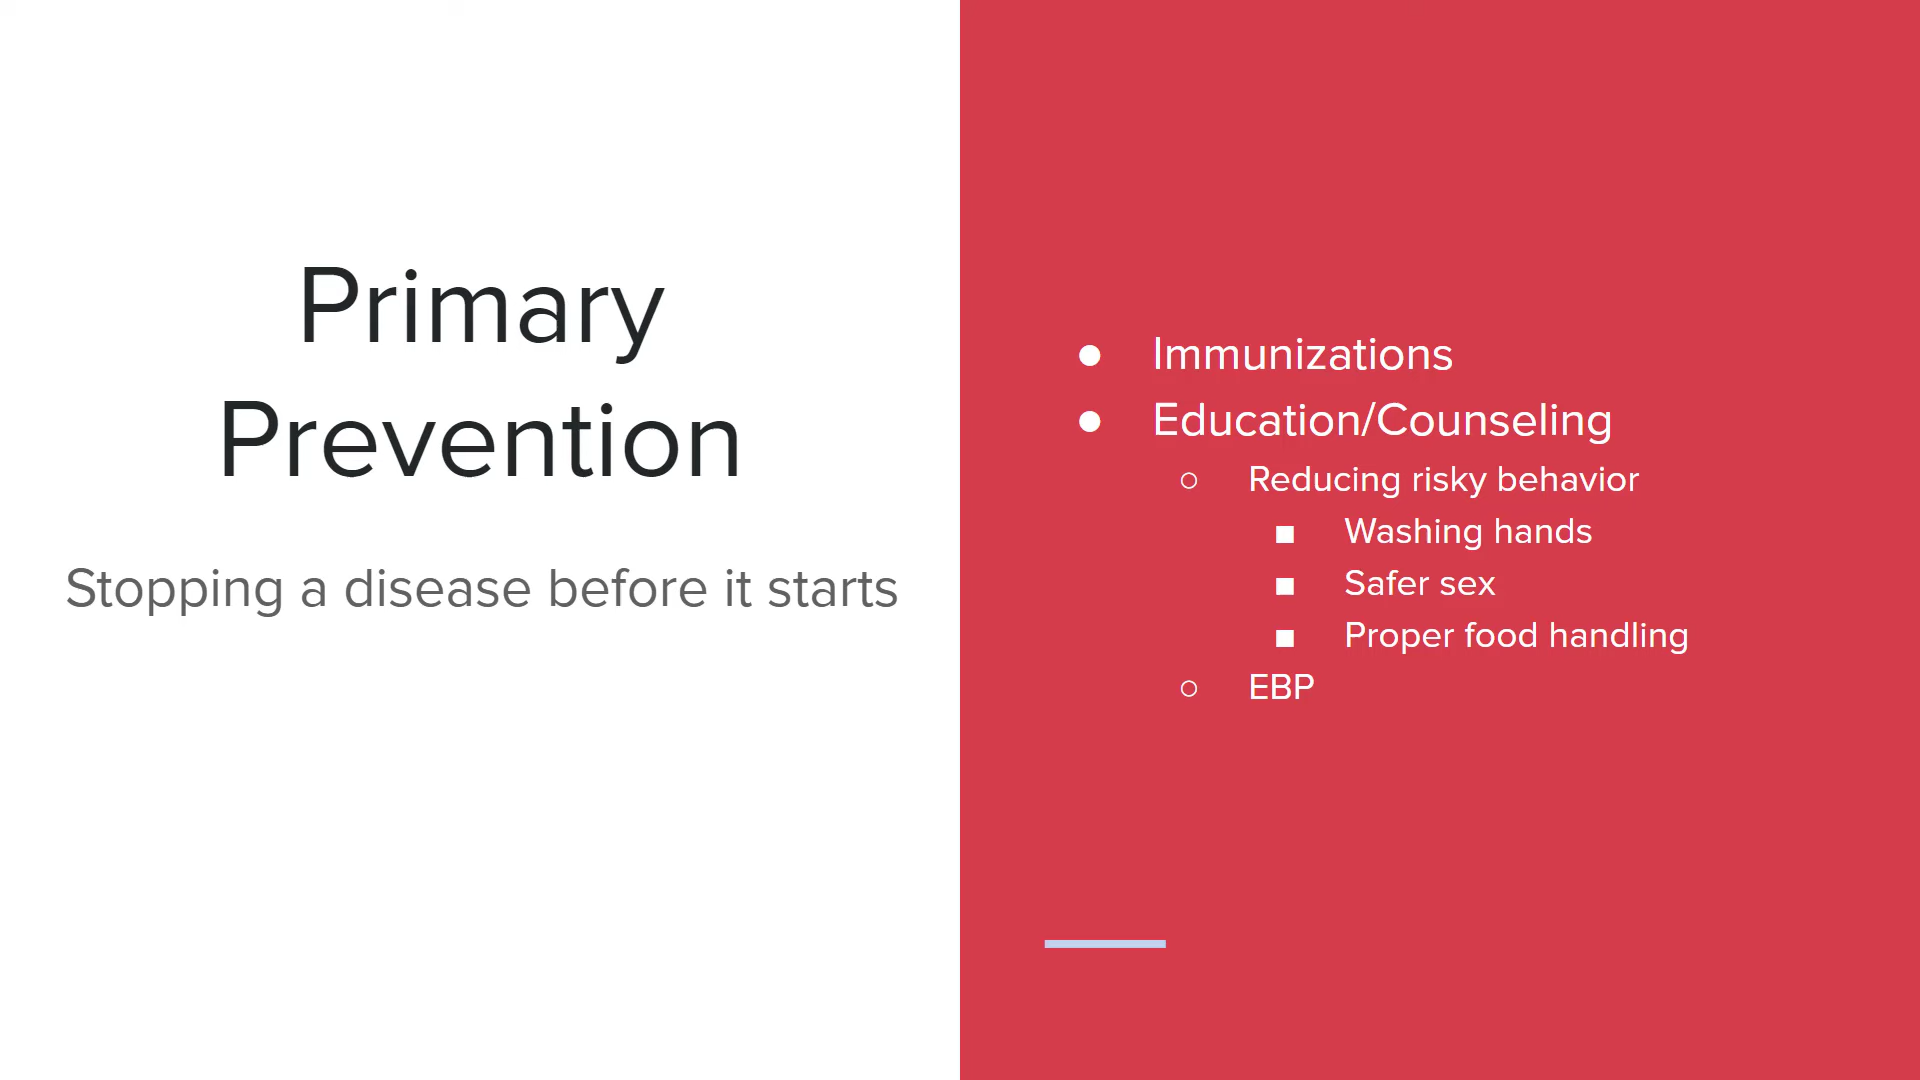 Primary
Prevention
Stopping a disease before it starts
● Immunizations
● Education/Counseling
○ Reducing risky behavior
■ Washing hands
■ Safer sex
■ Proper food handling
○ EBP